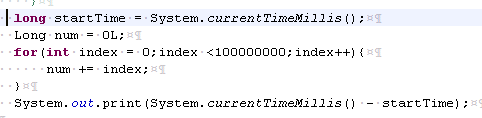 }
long startTime = System.currentTimeMillis();
Long num = 0L;
for(int index = 0;index <100000000;index++){
num += index;
}
System.out.print(System.currentTimeMillis() - startTime);